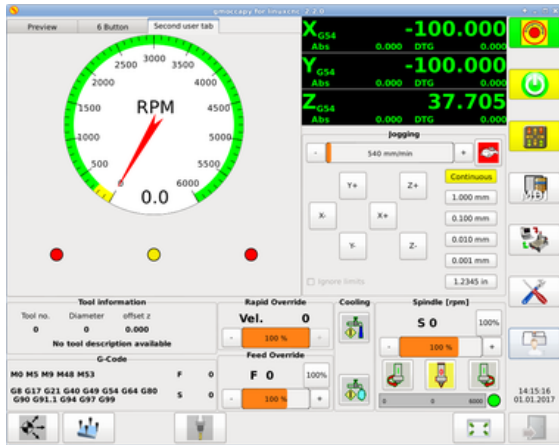 gmoccapy for linuxcnc 2.2.0
Preview 6 Button Second user tab
3000
2500 3500
2000 4000
1500 RPM 4500
1000 5000
500 5500
0 6000
0.0
X G54 -100.000
Abs 0.000 DTG 0.000
Y G54 -100.000
Abs 0.000 DTG 0.000
Z G54 37.705
Abs 0.000 DTG 0.000
Jogging
- 540 mm/min +
Continuous
Y+ Z+
1.000 mm
X- X+
0.100 mm
Y- Z-
0.010 mm
0.001 mm
Ignore limits 1.2345 in
MDI
Tool information
Tool no. Diameter offset z
0 0 0.000
No tool description available
G-Code
M0 M5 M9 M48 M53 F 0
G8 G17 G21 G40 G49 G54 G64 G80
G90 G91.1 G94 G97 G99 S 0
Rapid Override
Vel. 0
- 100 % +
Feed Override
F 0 100%
- 100 % +
Cooling
Spindle [rpm]
S 0 100%
- 100 % +
0 0 6000
14:15:16
01.01.2017